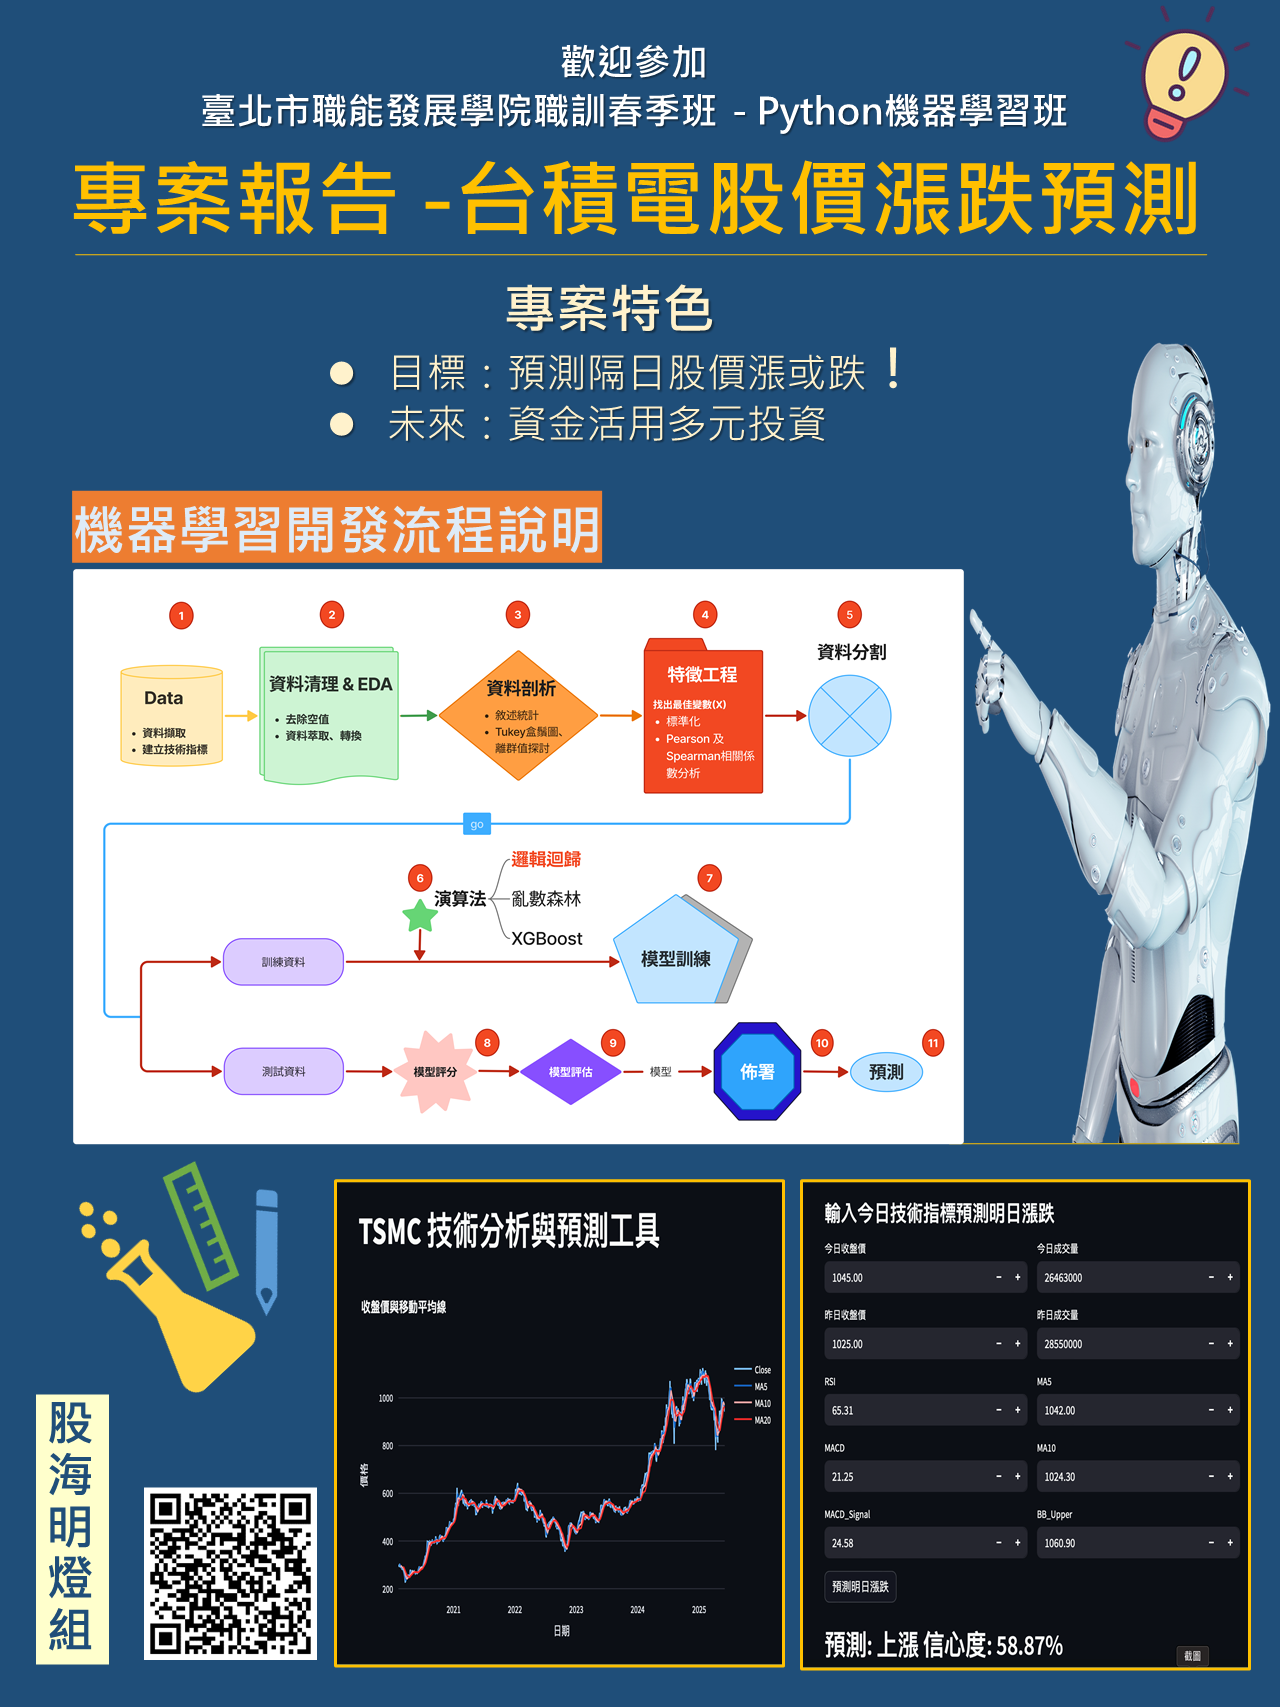 歡迎參加
臺北市職能發展學院職訓春季班 - Python機器學習班
專案報告 -台積電股價漲跌預測
專案特色
● 目標：預測隔日股價漲或跌！
● 未來：資金活用多元投資
機器學習開發流程說明
1
Data
• 資料擷取
• 建立技術指標
2
資料清理 & EDA
• 去除空值
• 資料萃取、轉換
3
資料剖析
• 敘述統計
• Tukey盒鬚圖、
離群值探討
4
特徵工程
找出最佳變數(X)
• 標準化
• Pearson 及
Spearman相關係
數分析
5
資料分割
go
6
演算法
邏輯迴歸
亂數森林
XGBoost
7
模型訓練
訓練資料
測試資料
8
模型評分
9
模型評估
模型
10
佈署
11
預測
TSMC 技術分析與預測工具
收盤價與移動平均線
Close
MA5
MA10
MA20
1000
800
600
400
200
價格
2021
2022
2023
2024
2025
日期
輸入今日技術指標預測明日漲跌
今日收盤價
今日成交量
1045.00 − +
26463000 − +
昨日收盤價
昨日成交量
1025.00 − +
28550000 − +
RSI
MA5
65.31 − +
1042.00 − +
MACD
MA10
21.25 − +
1024.30 − +
MACD_Signal
BB_Upper
24.58 − +
1060.90 − +
預測明日漲跌
預測: 上漲 信心度: 58.87%
截圖
股海明燈組